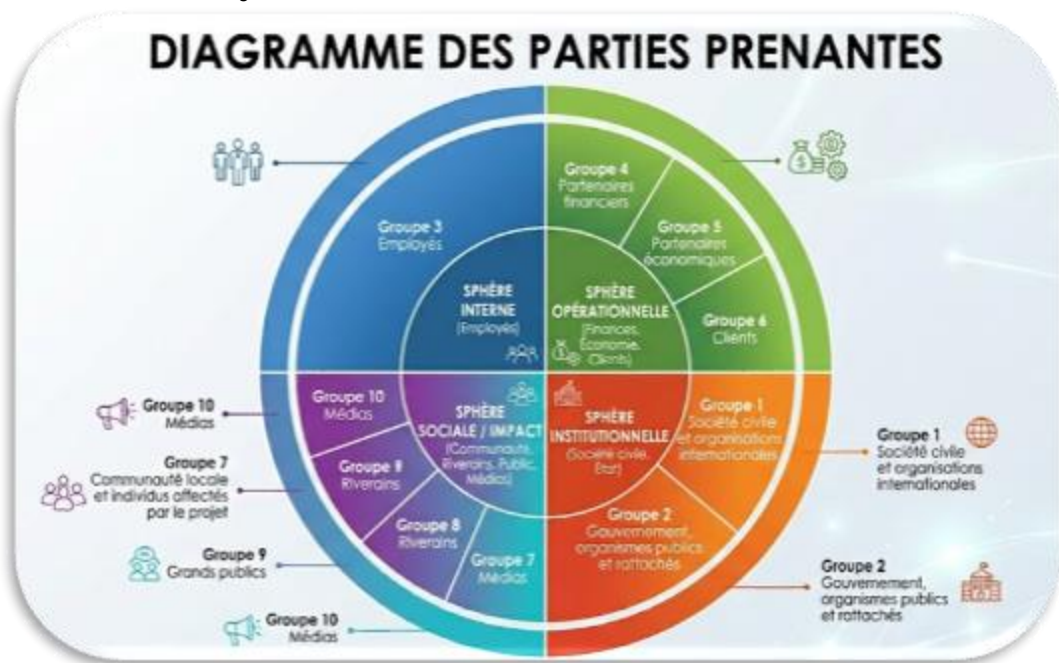 DIAGRAMME DES PARTIES PRENANTES
Groupe 4
Partenaires
financiers
Groupe 3
Employés
Groupe 5
Partenaires
économiques
SPHÈRE
INTERNE
(Employés)
SPHÈRE
OPÉRATIONNELLE
(Finances,
Économie,
Clients)
Groupe 6
Clients
Groupe 10
Médias
Groupe 10
Médias
SPHÈRE
SOCIALE / IMPACT
(Communauté,
Riverains, Public,
Médias)
SPHÈRE
INSTITUTIONNELLE
(Société civile,
État)
Groupe 1
Société civile
et organisations
internationales
Groupe 1
Société civile
et organisations
internationales
Groupe 7
Communauté locale
et individus affectés
par le projet
Riverains
Groupe 8
Riverains
Groupe 2
Gouvernement,
organismes publics
et rattachés
Groupe 9
Grands publics
Groupe 7
Médias
Groupe 2
Gouvernement,
organismes publics
et rattachés
Groupe 10
Médias